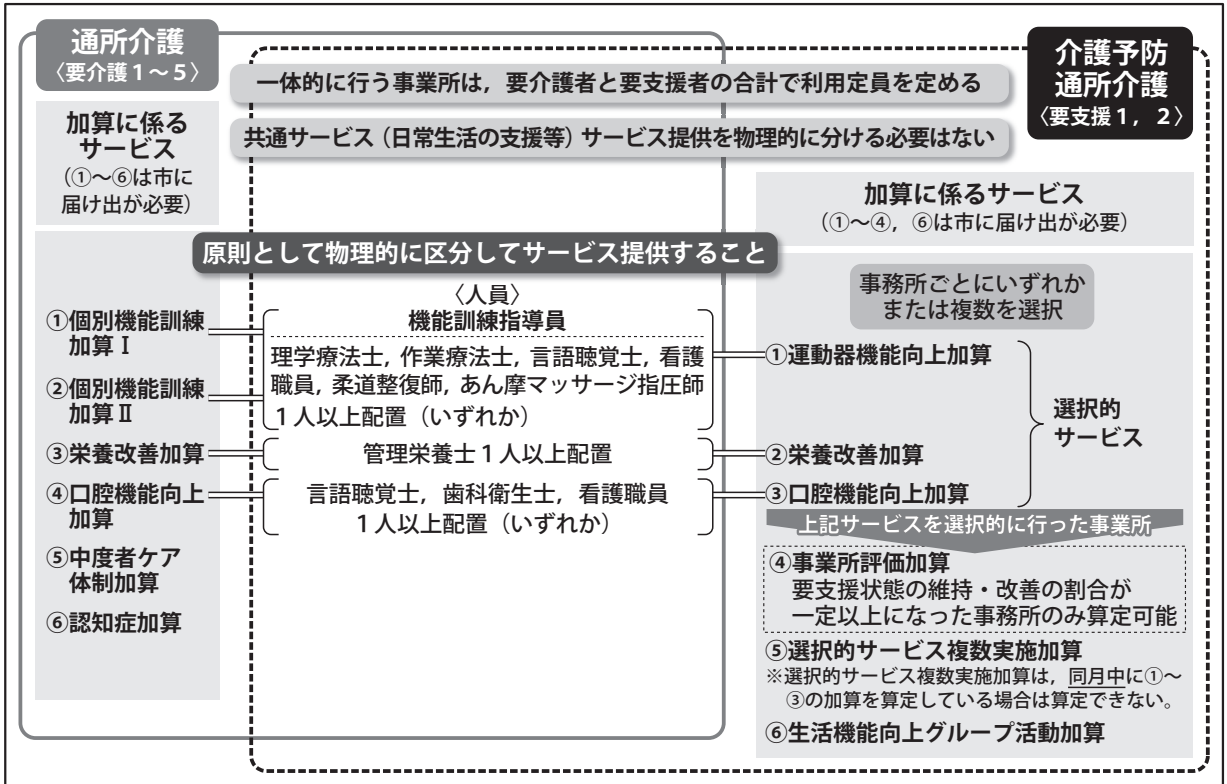 通所介護
〈要介護1〜5〉
介護予防
通所介護
〈要支援1，2〉
一体的に行う事業所は，要介護者と要支援者の合計で利用定員を定める
共通サービス（日常生活の支援等）サービス提供を物理的に分ける必要はない
加算に係る
サービス
（①〜⑥は市に
届け出が必要）
加算に係るサービス
（①〜④，⑥は市に届け出が必要）
原則として物理的に区分してサービス提供すること
①個別機能訓練
加算Ⅰ
②個別機能訓練
加算Ⅱ
③栄養改善加算
④口腔機能向上
加算
⑤中度者ケア
体制加算
⑥認知症加算
〈人員〉
機能訓練指導員
理学療法士，作業療法士，言語聴覚士，看護
職員，柔道整復師，あん摩マッサージ指圧師
1人以上配置（いずれか）
管理栄養士1人以上配置
言語聴覚士，歯科衛生士，看護職員
1人以上配置（いずれか）
事務所ごとにいずれか
または複数を選択
①運動器機能向上加算
②栄養改善加算
③口腔機能向上加算
選択的
サービス
上記サービスを選択的に行った事業所
④事業所評価加算
要支援状態の維持・改善の割合が
一定以上になった事務所のみ算定可能
⑤選択的サービス複数実施加算
※選択的サービス複数実施加算は，同月中に①〜
③の加算を算定している場合は算定できない。
⑥生活機能向上グループ活動加算